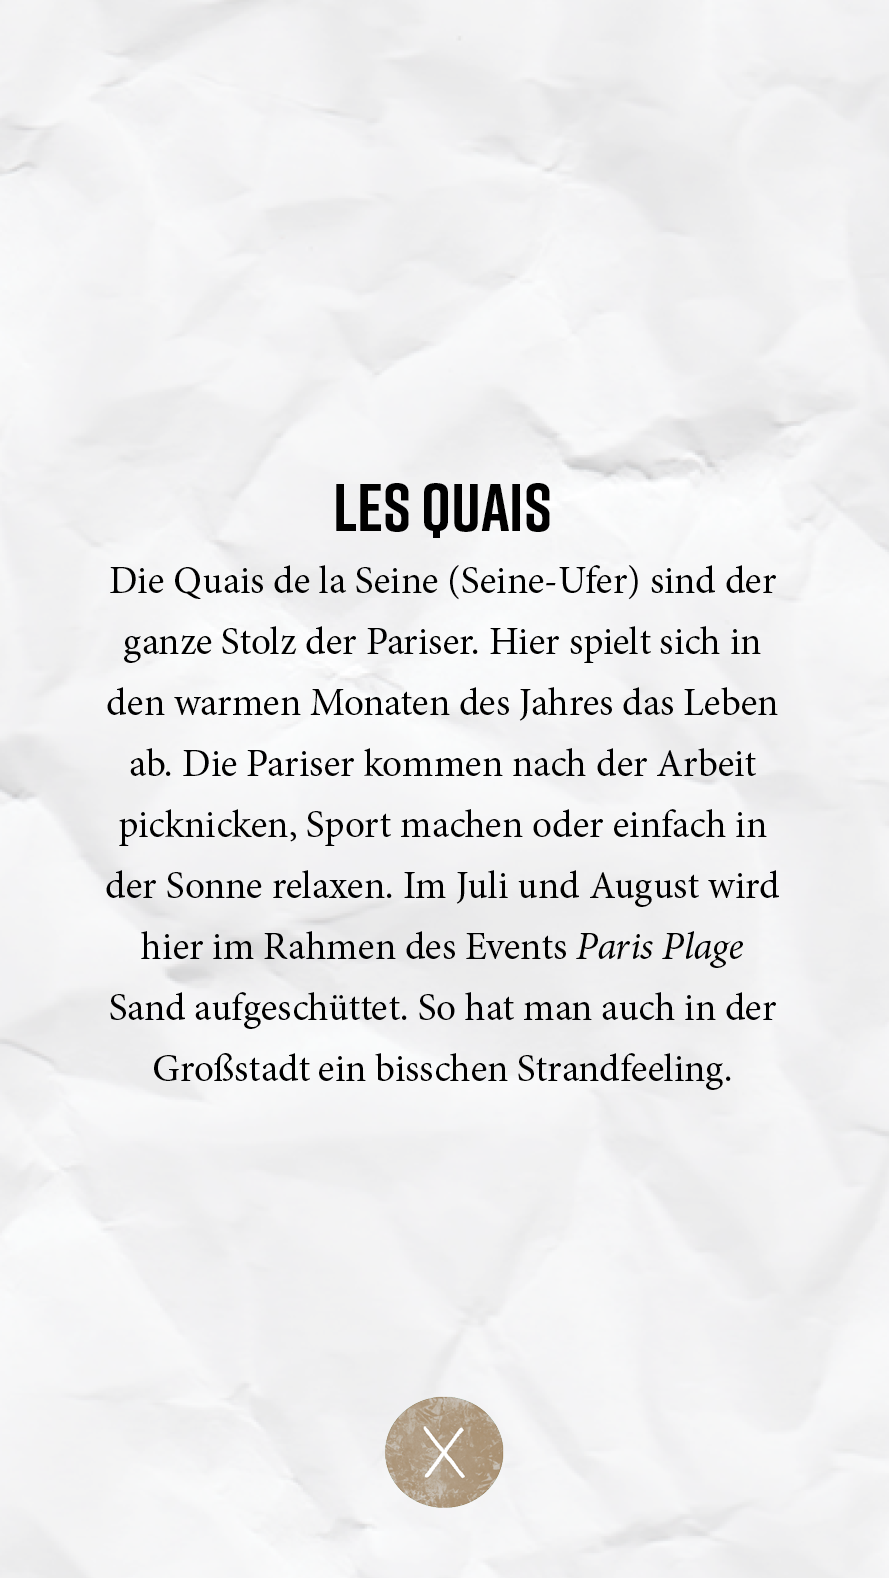 LES QUAIS
Die Quais de la Seine (Seine-Ufer) sind der
ganze Stolz der Pariser. Hier spielt sich in
den warmen Monaten des Jahres das Leben
ab. Die Pariser kommen nach der Arbeit
picknicken, Sport machen oder einfach in
der Sonne relaxen. Im Juli und August wird
hier im Rahmen des Events Paris Plage
Sand aufgeschüttet. So hat man auch in der
Großstadt ein bisschen Strandfeeling.
X